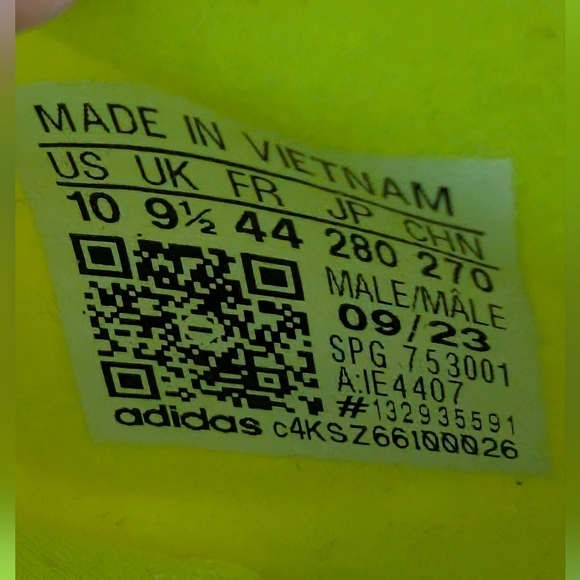 MADE IN VIETNAM
US UK FR JP CHN
10 9½ 44 280 270
MALE/MÂLE
09/23
SPG 753001
A:IE4407
#132935591
adidas c4KSZ66100026